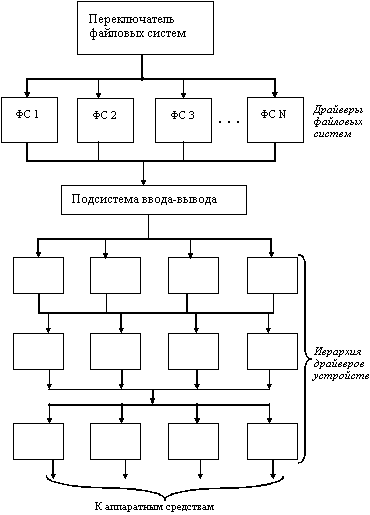 Переключатель
файловых систем
ФС 1
ФС 2
ФС 3
. . .
ФС N
Драйверы
файловых
систем
Подсистема ввода-вывода
Иерархия
драйверов
устройств
К аппаратным средствам